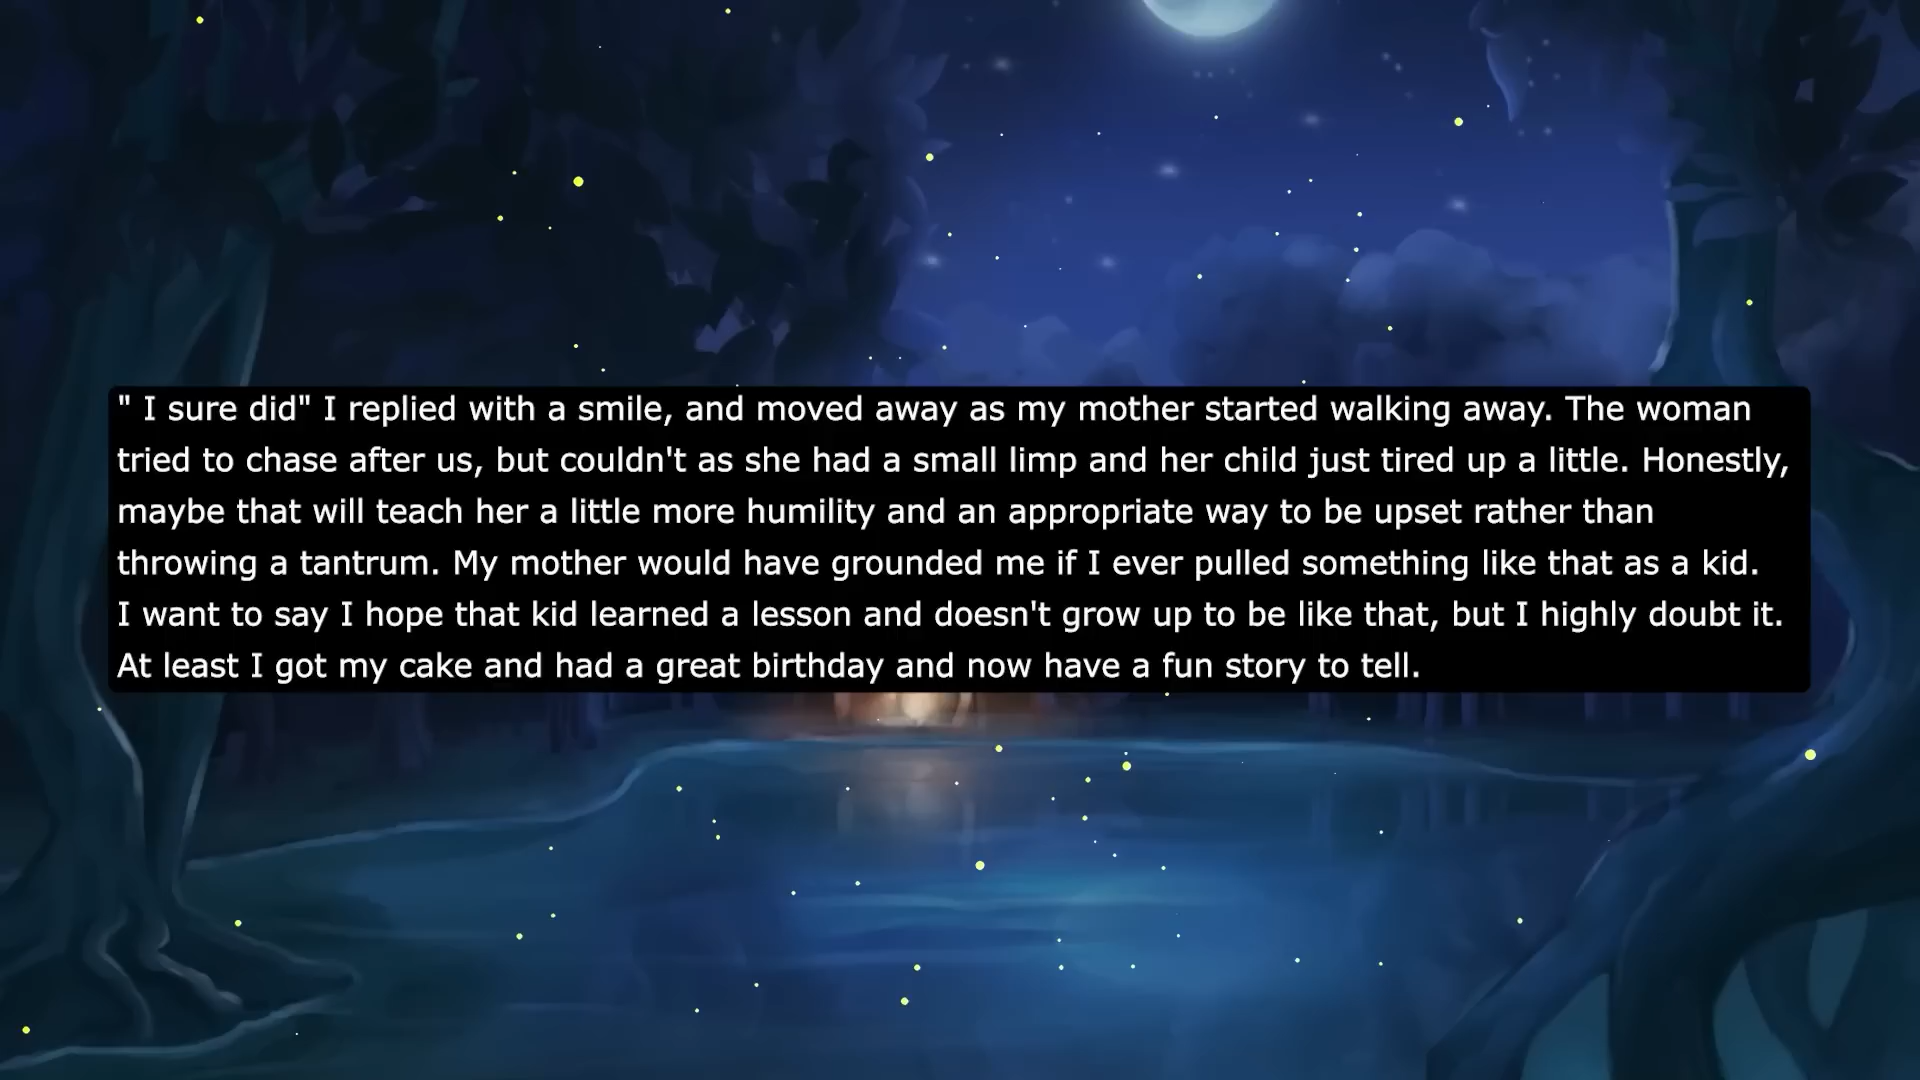 " I sure did" I replied with a smile, and moved away as my mother started walking away. The woman
tried to chase after us, but couldn't as she had a small limp and her child just tired up a little. Honestly,
maybe that will teach her a little more humility and an appropriate way to be upset rather than
throwing a tantrum. My mother would have grounded me if I ever pulled something like that as a kid.
I want to say I hope that kid learned a lesson and doesn't grow up to be like that, but I highly doubt it.
At least I got my cake and had a great birthday and now have a fun story to tell.